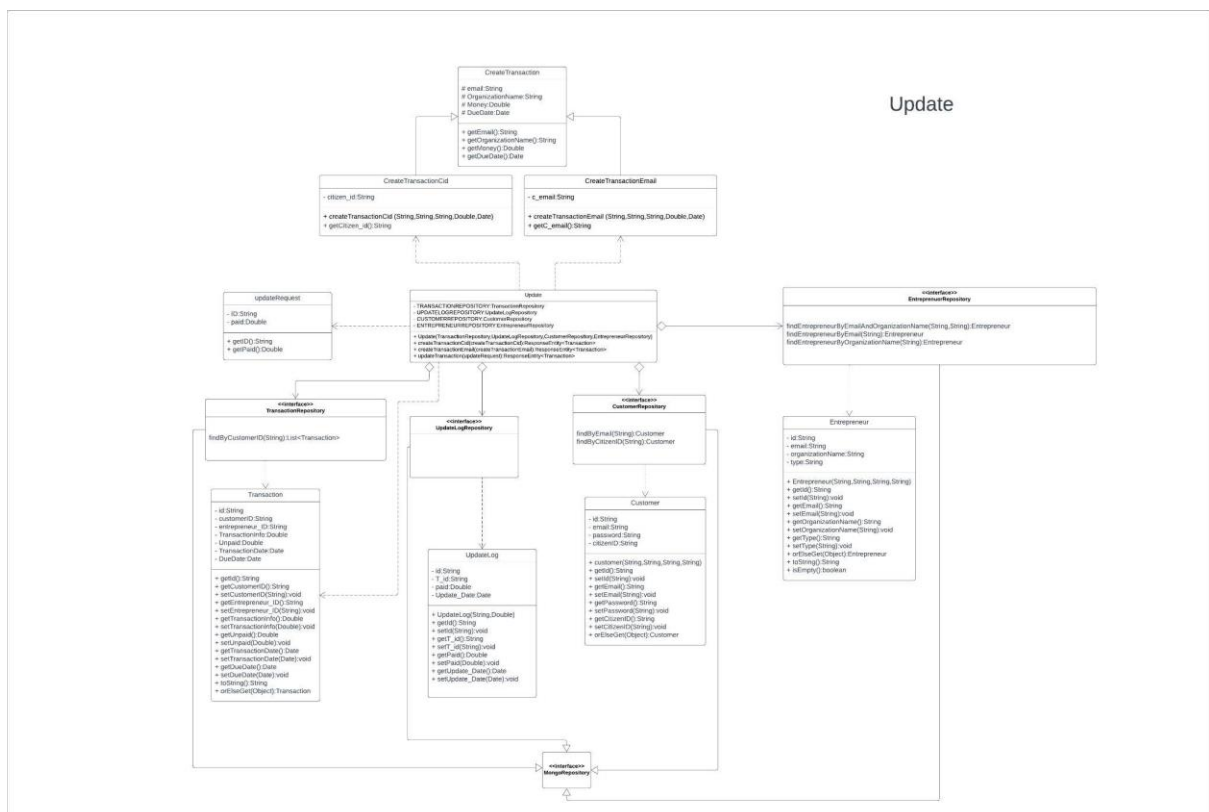 Update
CreateTransaction
# email:String
# OrganizationName:String
# Money:Double
# DueDate:Date
+ getEmail():String
+ getOrganizationName():String
+ getMoney():Double
+ getDueDate():Date
CreateTransactionCid
- citizen_id:String
+ createTransactionCid (String,String,String,Double,Date)
+ getCitizen_id():String
CreateTransactionEmail
- c_email:String
+ createTransactionEmail (String,String,String,Double,Date)
+ getC_email():String
updateRequest
- ID:String
- paid:Double
+ getID():String
+ getPaid():Double
Update
- TRANSACTIONREPOSITORY:TransactionRepository
- UPDATELOGREPOSITORY:UpdateLogRepository
- CUSTOMERREPOSITORY:CustomerRepository
- ENTREPRENEURREPOSITORY:EntrepreneurRepository
+ Update(TransactionRepository,UpdateLogRepository,CustomerRepository,EntrepreneurRepository)
+ createTransactionCid(createTransactionCid):ResponseEntity<Transaction>
+ createTransactionEmail(createTransactionEmail):ResponseEntity<Transaction>
+ updateTransaction(updateRequest):ResponseEntity<Transaction>
<<interface>>
EntreprenuerRepository
findEntrepreneurByEmailAndOrganizationName(String,String):Entrepreneur
findEntrepreneurByEmail(String):Entrepreneur
findEntrepreneurByOrganizationName(String):Entrepreneur
<<interface>>
TransactionRepository
findByCustomerID(String):List<Transaction>
<<interface>>
UpdateLogRepository
<<interface>>
CustomerRepository
findByEmail(String):Customer
findByCitizenID(String):Customer
Entrepreneur
- id:String
- email:String
- organizationName:String
- type:String
+ Entrepreneur(String,String,String,String)
+ getId():String
+ setId(String):void
+ getEmail():String
+ setEmail(String):void
+ getOrganizationName():String
+ setOrganizationName(String):void
+ getType():String
+ setType(String):void
+ orElseGet(Object):Entrepreneur
+ toString():String
+ isEmpty():boolean
Transaction
- id:String
- customerID:String
- entrepreneur_ID:String
- TransactionInfo:Double
- Unpaid:Double
- TransactionDate:Date
- DueDate:Date
+ getId():String
+ getCustomerID():String
+ setCustomerID(String):void
+ getEntrepreneur_ID():String
+ setEntrepreneur_ID(String):void
+ getTransactionInfo():Double
+ setTransactionInfo(Double):void
+ getUnpaid():Double
+ setUnpaid(Double):void
+ getTransactionDate():Date
+ setTransactionDate(Date):void
+ getDueDate():Date
+ setDueDate(Date):void
+ toString():String
+ orElseGet(Object):Transaction
UpdateLog
- id:String
- T_id:String
- paid:Double
- Update_Date:Date
+ UpdateLog(String,Double)
+ getId():String
+ setId(String):void
+ getT_id():String
+ setT_id(String):void
+ getPaid():Double
+ setPaid(Double):void
+ getUpdate_Date():Date
+ setUpdate_Date(Date):void
Customer
- id:String
- email:String
- password:String
- citizenID:String
+ customer(String,String,String,String)
+ getId():String
+ setId(String):void
+ getEmail():String
+ setEmail(String):void
+ getPassword():String
+ setPassword(String):void
+ getCitizenID():String
+ setCitizenID(String):void
+ orElseGet(Object):Customer
<<interface>>
MongoRepository